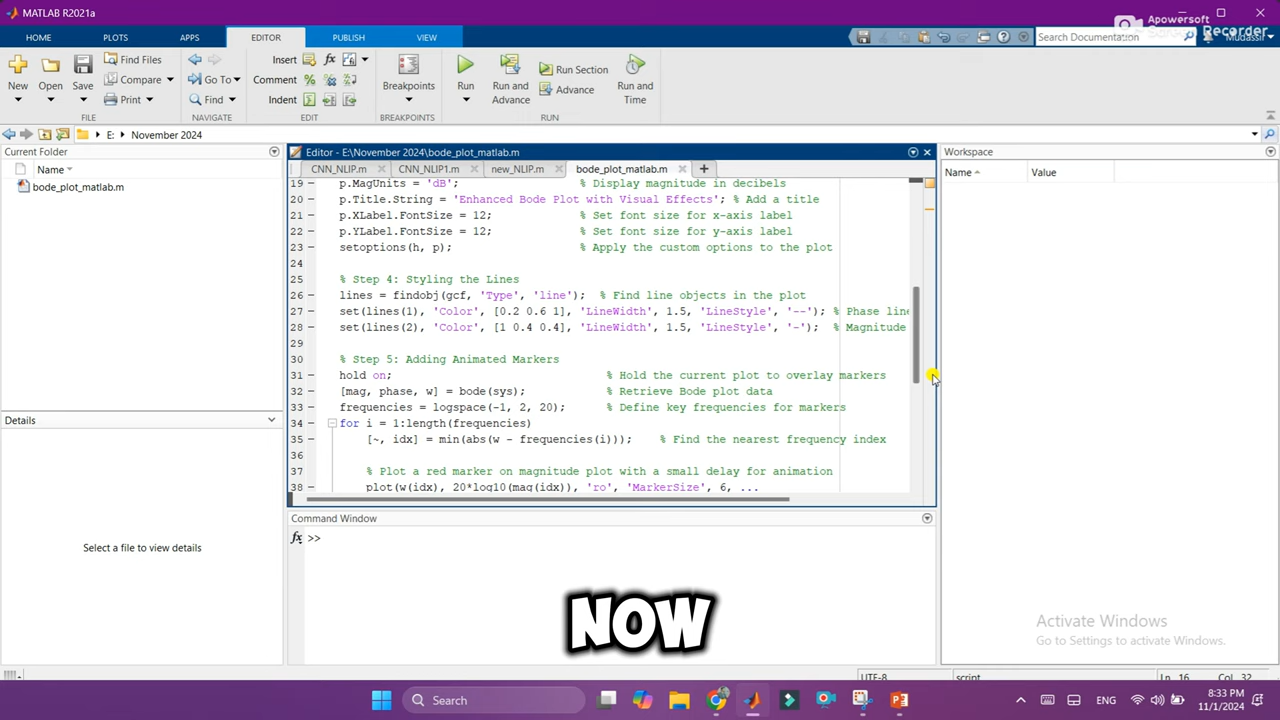 MATLAB R2021a
Apowersoft
Screen Recorder
HOME PLOTS APPS EDITOR PUBLISH VIEW
Search Documentation
New Open Save
Find Files
Compare
Print
FILE
Go To
Find
NAVIGATE
Insert
Comment
Indent
EDIT
Breakpoints
BREAKPOINTS
Run
Run and Advance
Run Section
Advance
Run and Time
RUN
E: November 2024
Current Folder
Name
bode_plot_matlab.m
Details
Select a file to view details
Editor - E:\November 2024\bode_plot_matlab.m
CNN_NLIP.m CNN_NLIP1.m new_NLIP.m bode_plot_matlab.m
19 p.MagUnits = 'dB'; % Display magnitude in decibels
20 p.Title.String = 'Enhanced Bode Plot with Visual Effects'; % Add a title
21 p.XLabel.FontSize = 12; % Set font size for x-axis label
22 p.YLabel.FontSize = 12; % Set font size for y-axis label
23 setoptions(h, p); % Apply the custom options to the plot
24
25 % Step 4: Styling the Lines
26 lines = findobj(gcf, 'Type', 'line'); % Find line objects in the plot
27 set(lines(1), 'Color', [0.2 0.6 1], 'LineWidth', 1.5, 'LineStyle', '--'); % Phase line
28 set(lines(2), 'Color', [1 0.4 0.4], 'LineWidth', 1.5, 'LineStyle', '-'); % Magnitude
29
30 % Step 5: Adding Animated Markers
31 hold on; % Hold the current plot to overlay markers
32 [mag, phase, w] = bode(sys); % Retrieve Bode plot data
33 frequencies = logspace(-1, 2, 20); % Define key frequencies for markers
34 for i = 1:length(frequencies)
35 [~, idx] = min(abs(w - frequencies(i))); % Find the nearest frequency index
36
37 % Plot a red marker on magnitude plot with a small delay for animation
38 plot(w(idx), 20*log10(mag(idx)), 'ro', 'MarkerSize', 6, ...
Command Window
fx >>
Workspace
Name Value
NOW
Activate Windows
Go to Settings to activate Windows.
UTF-8 script Ln 16 Col 32
Search
ENG
8:33 PM
11/1/2024